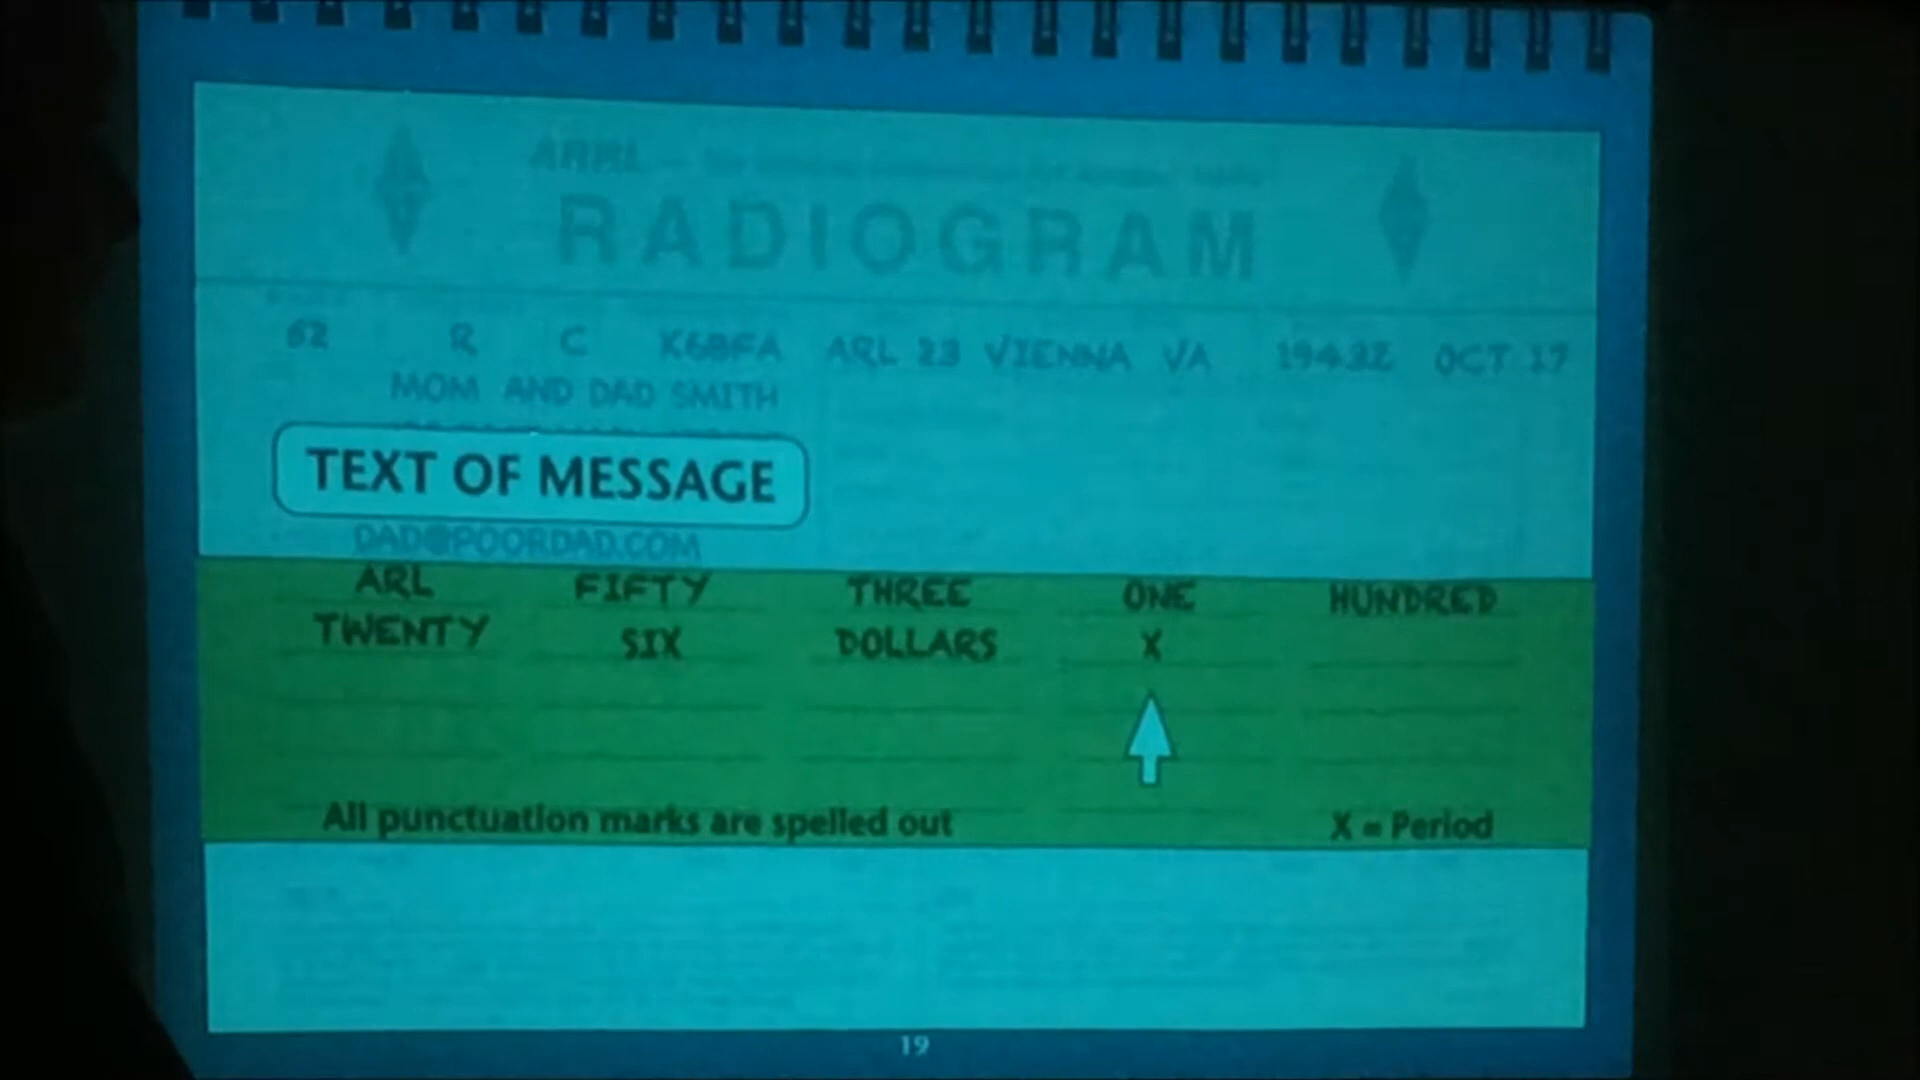 ARRL
RADIOGRAM
62 R C K6BFA ARL 23 VIENNA VA 1943Z OCT 17
MOM AND DAD SMITH
TEXT OF MESSAGE
DAD@POORDAD.COM
ARL FIFTY THREE ONE HUNDRED
TWENTY SIX DOLLARS X
All punctuation marks are spelled out X = Period
19